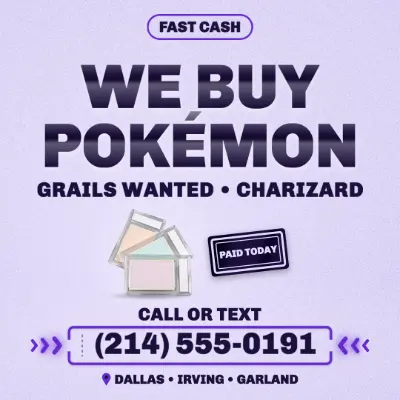 FAST CASH
WE BUY
POKÉMON
GRAILS WANTED • CHARIZARD
PAID TODAY
CALL OR TEXT
(214) 555-0191
DALLAS • IRVING • GARLAND